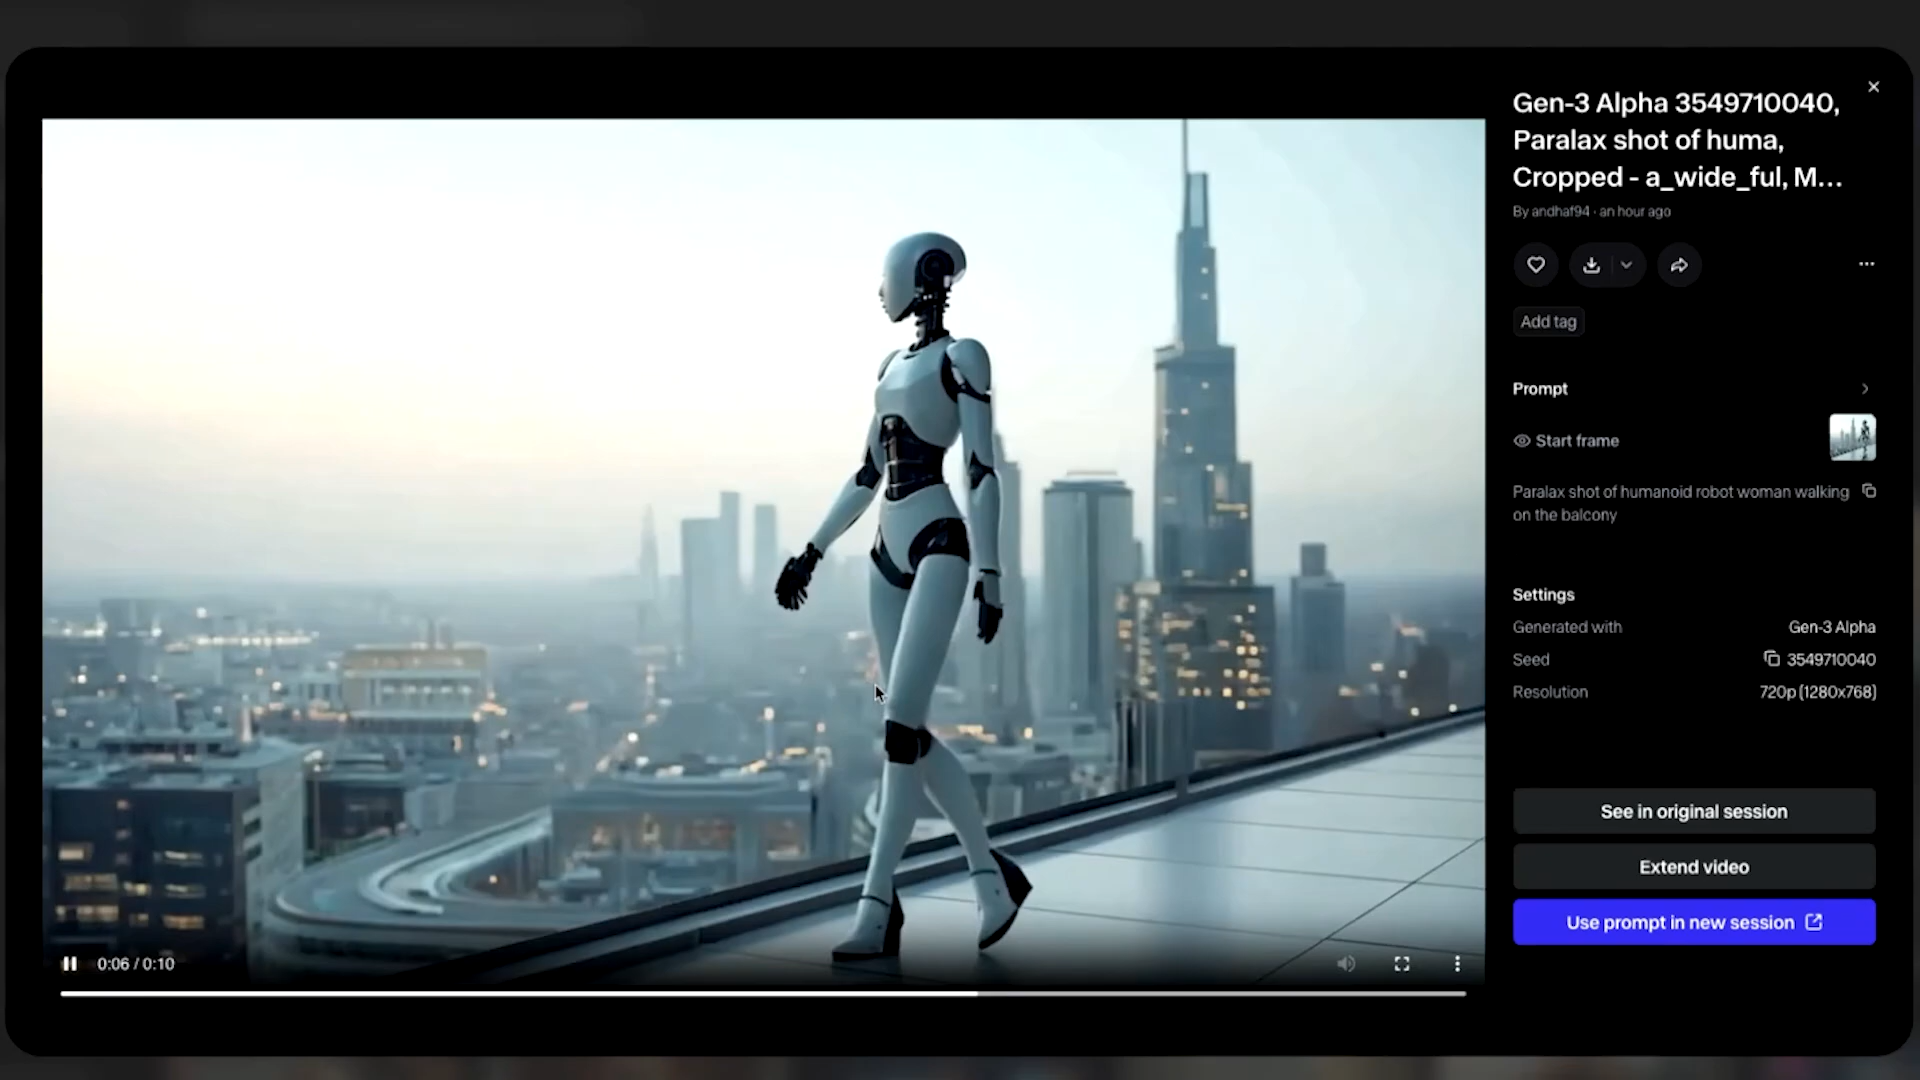 Gen-3 Alpha 3549710040,
Paralax shot of huma,
Cropped - a_wide_ful, M...
By andhaf94 · an hour ago
Add tag
Prompt
Start frame
Paralax shot of humanoid robot woman walking
on the balcony
Settings
Generated with Gen-3 Alpha
Seed 3549710040
Resolution 720p (1280x768)
See in original session
Extend video
Use prompt in new session
0:06 / 0:10